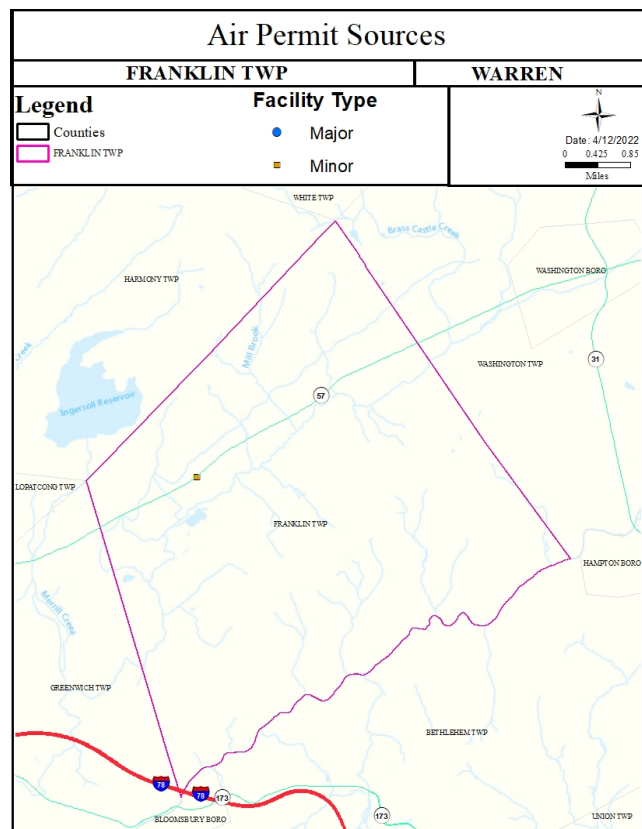 Air Permit Sources
FRANKLIN TWP
WARREN
Legend
Counties
FRANKLIN TWP
Facility Type
Major
Minor
N
Date: 4/12/2022
0 0.425 0.85
Miles
WHITE TWP
Brass Castle Creek
WASHINGTON BORO
HARMONY TWP
Mill Brook
Creek
WASHINGTON TWP
31
57
Ingersoll Reservoir
LOPATCONG TWP
FRANKLIN TWP
HAMPTON BORO
Merrill Creek
GREENWICH TWP
BETHLEHEM TWP
78
78
173
173
BLOOMSBURY BORO
UNION TWP